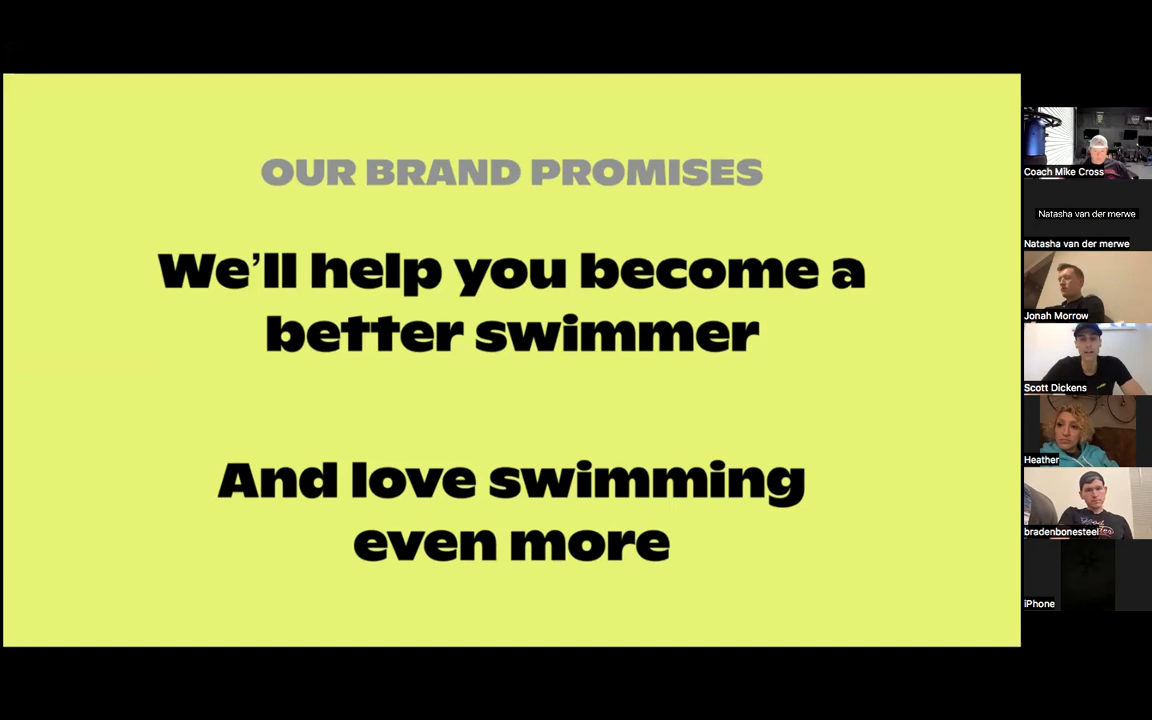 OUR BRAND PROMISES
We'll help you become a
better swimmer
And love swimming
even more
Coach Mike Cross
Natasha van der merwe
Natasha van der merwe
Jonah Morrow
Scott Dickens
Heather
bradenbonesteel
iPhone